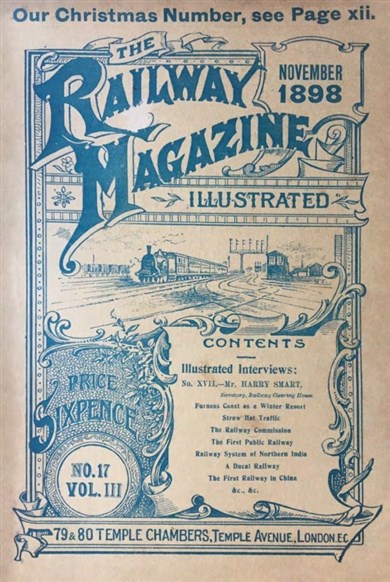 Our Christmas Number, see Page xii.
THE
RAILWAY
MAGAZINE
NOVEMBER
1898
ILLUSTRATED
CONTENTS
Illustrated Interviews:
No. XVII.—Mr. HARRY SMART,
Secretary, Railway Clearing House
Furness Coast as a Winter Resort
Straw Hat Traffic
The Railway Commission
The First Public Railway
Railway System of Northern India
A Ducal Railway
The First Railway in China
&c., &c.
PRICE
SIXPENCE
NO. 17
VOL. III
79 & 80 TEMPLE CHAMBERS, TEMPLE AVENUE, LONDON. E.C.